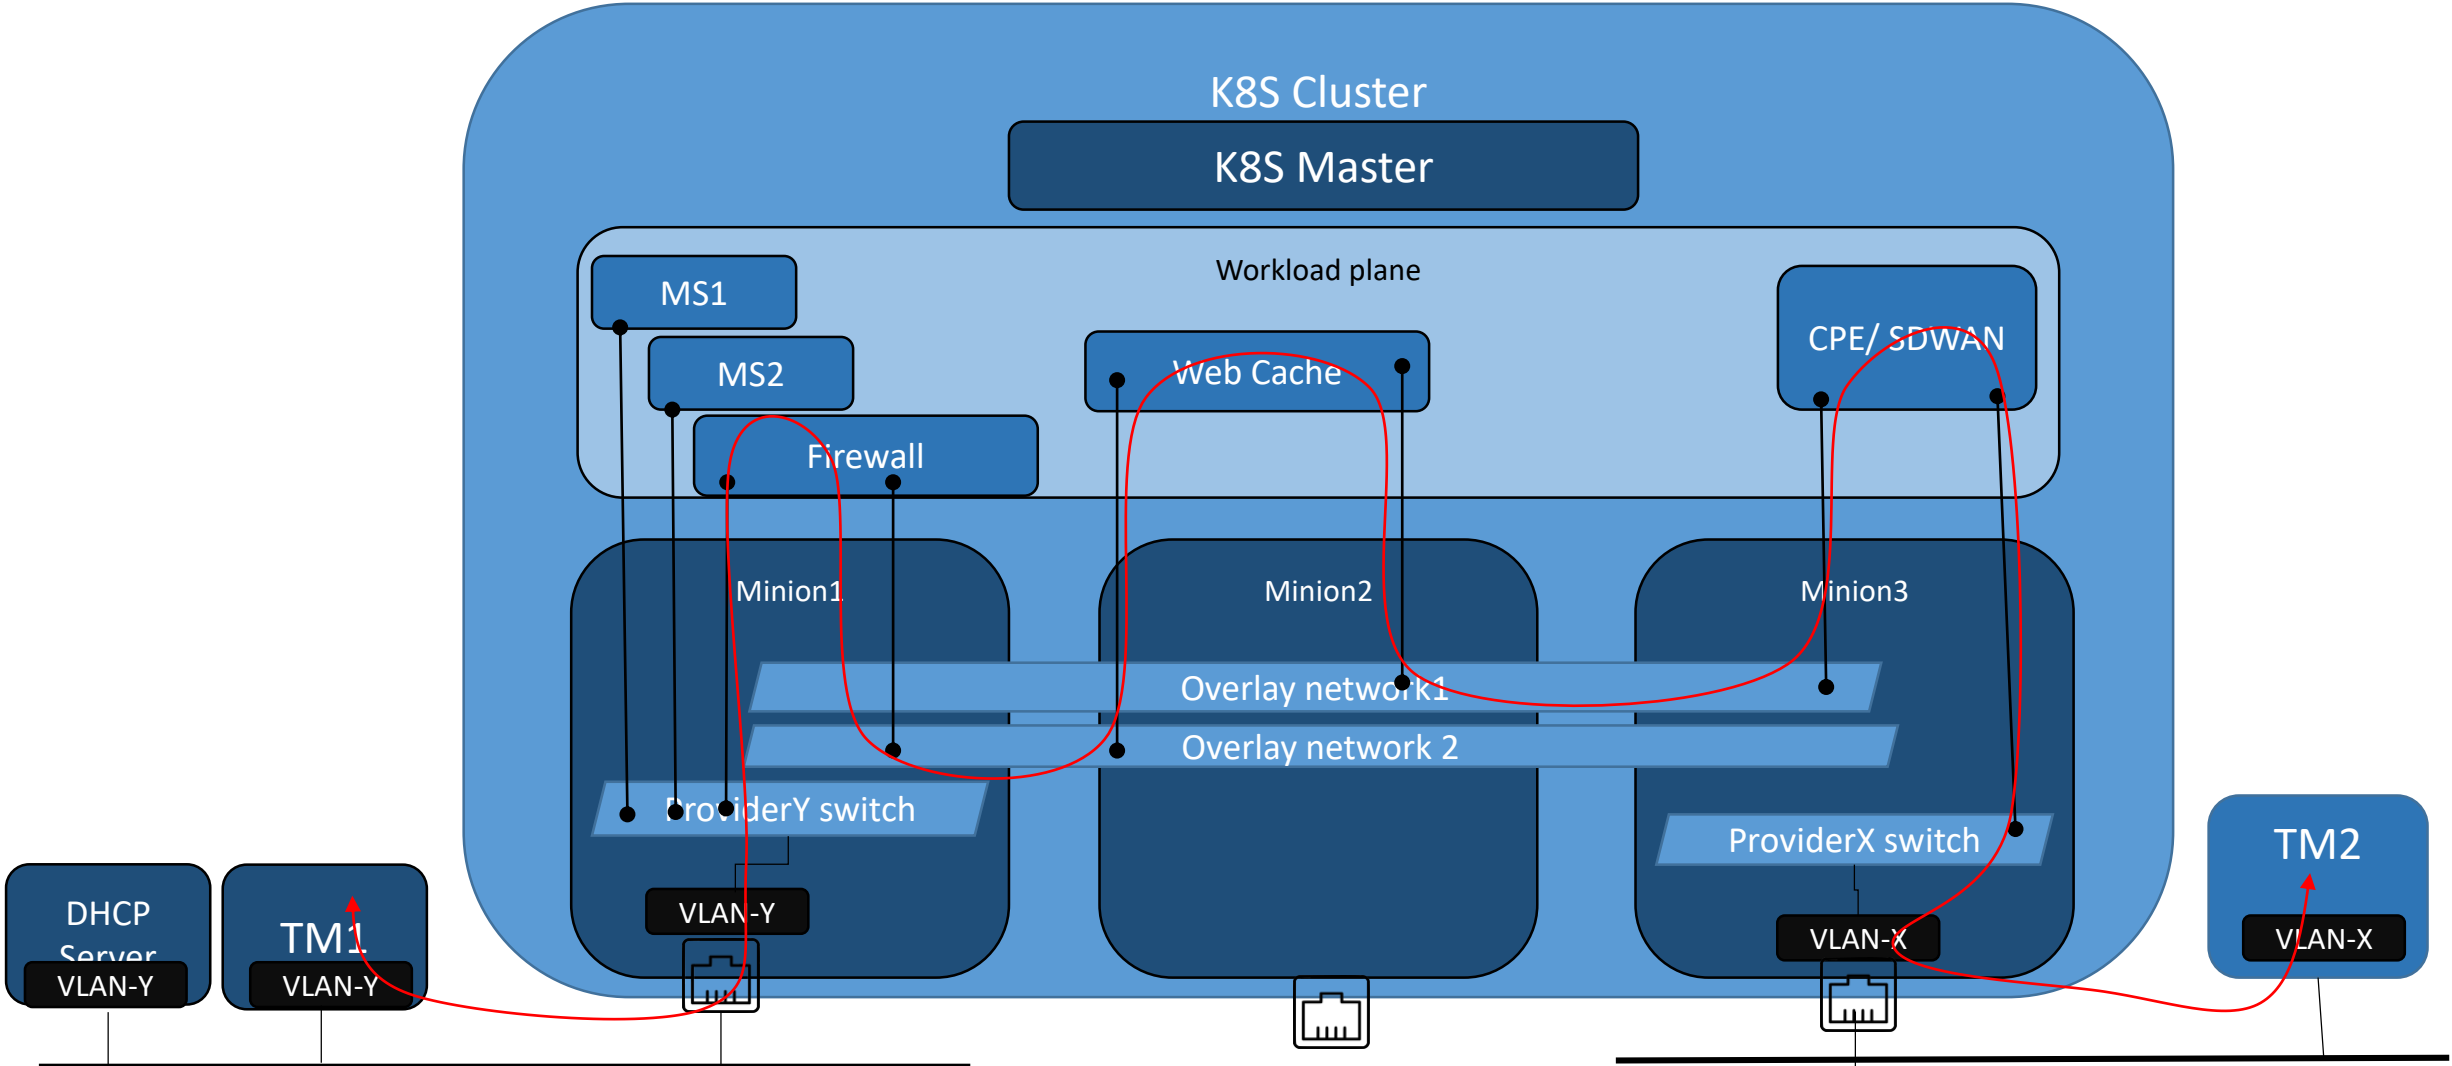 K8S Cluster
K8S Master
Workload plane
MS1
MS2
Firewall
Web Cache
CPE/ SDWAN
Minion1
Minion2
Minion3
Overlay network1
Overlay network 2
ProviderY switch
ProviderX switch
VLAN-Y
VLAN-X
DHCP
Server
VLAN-Y
TM1
VLAN-Y
TM2
VLAN-X